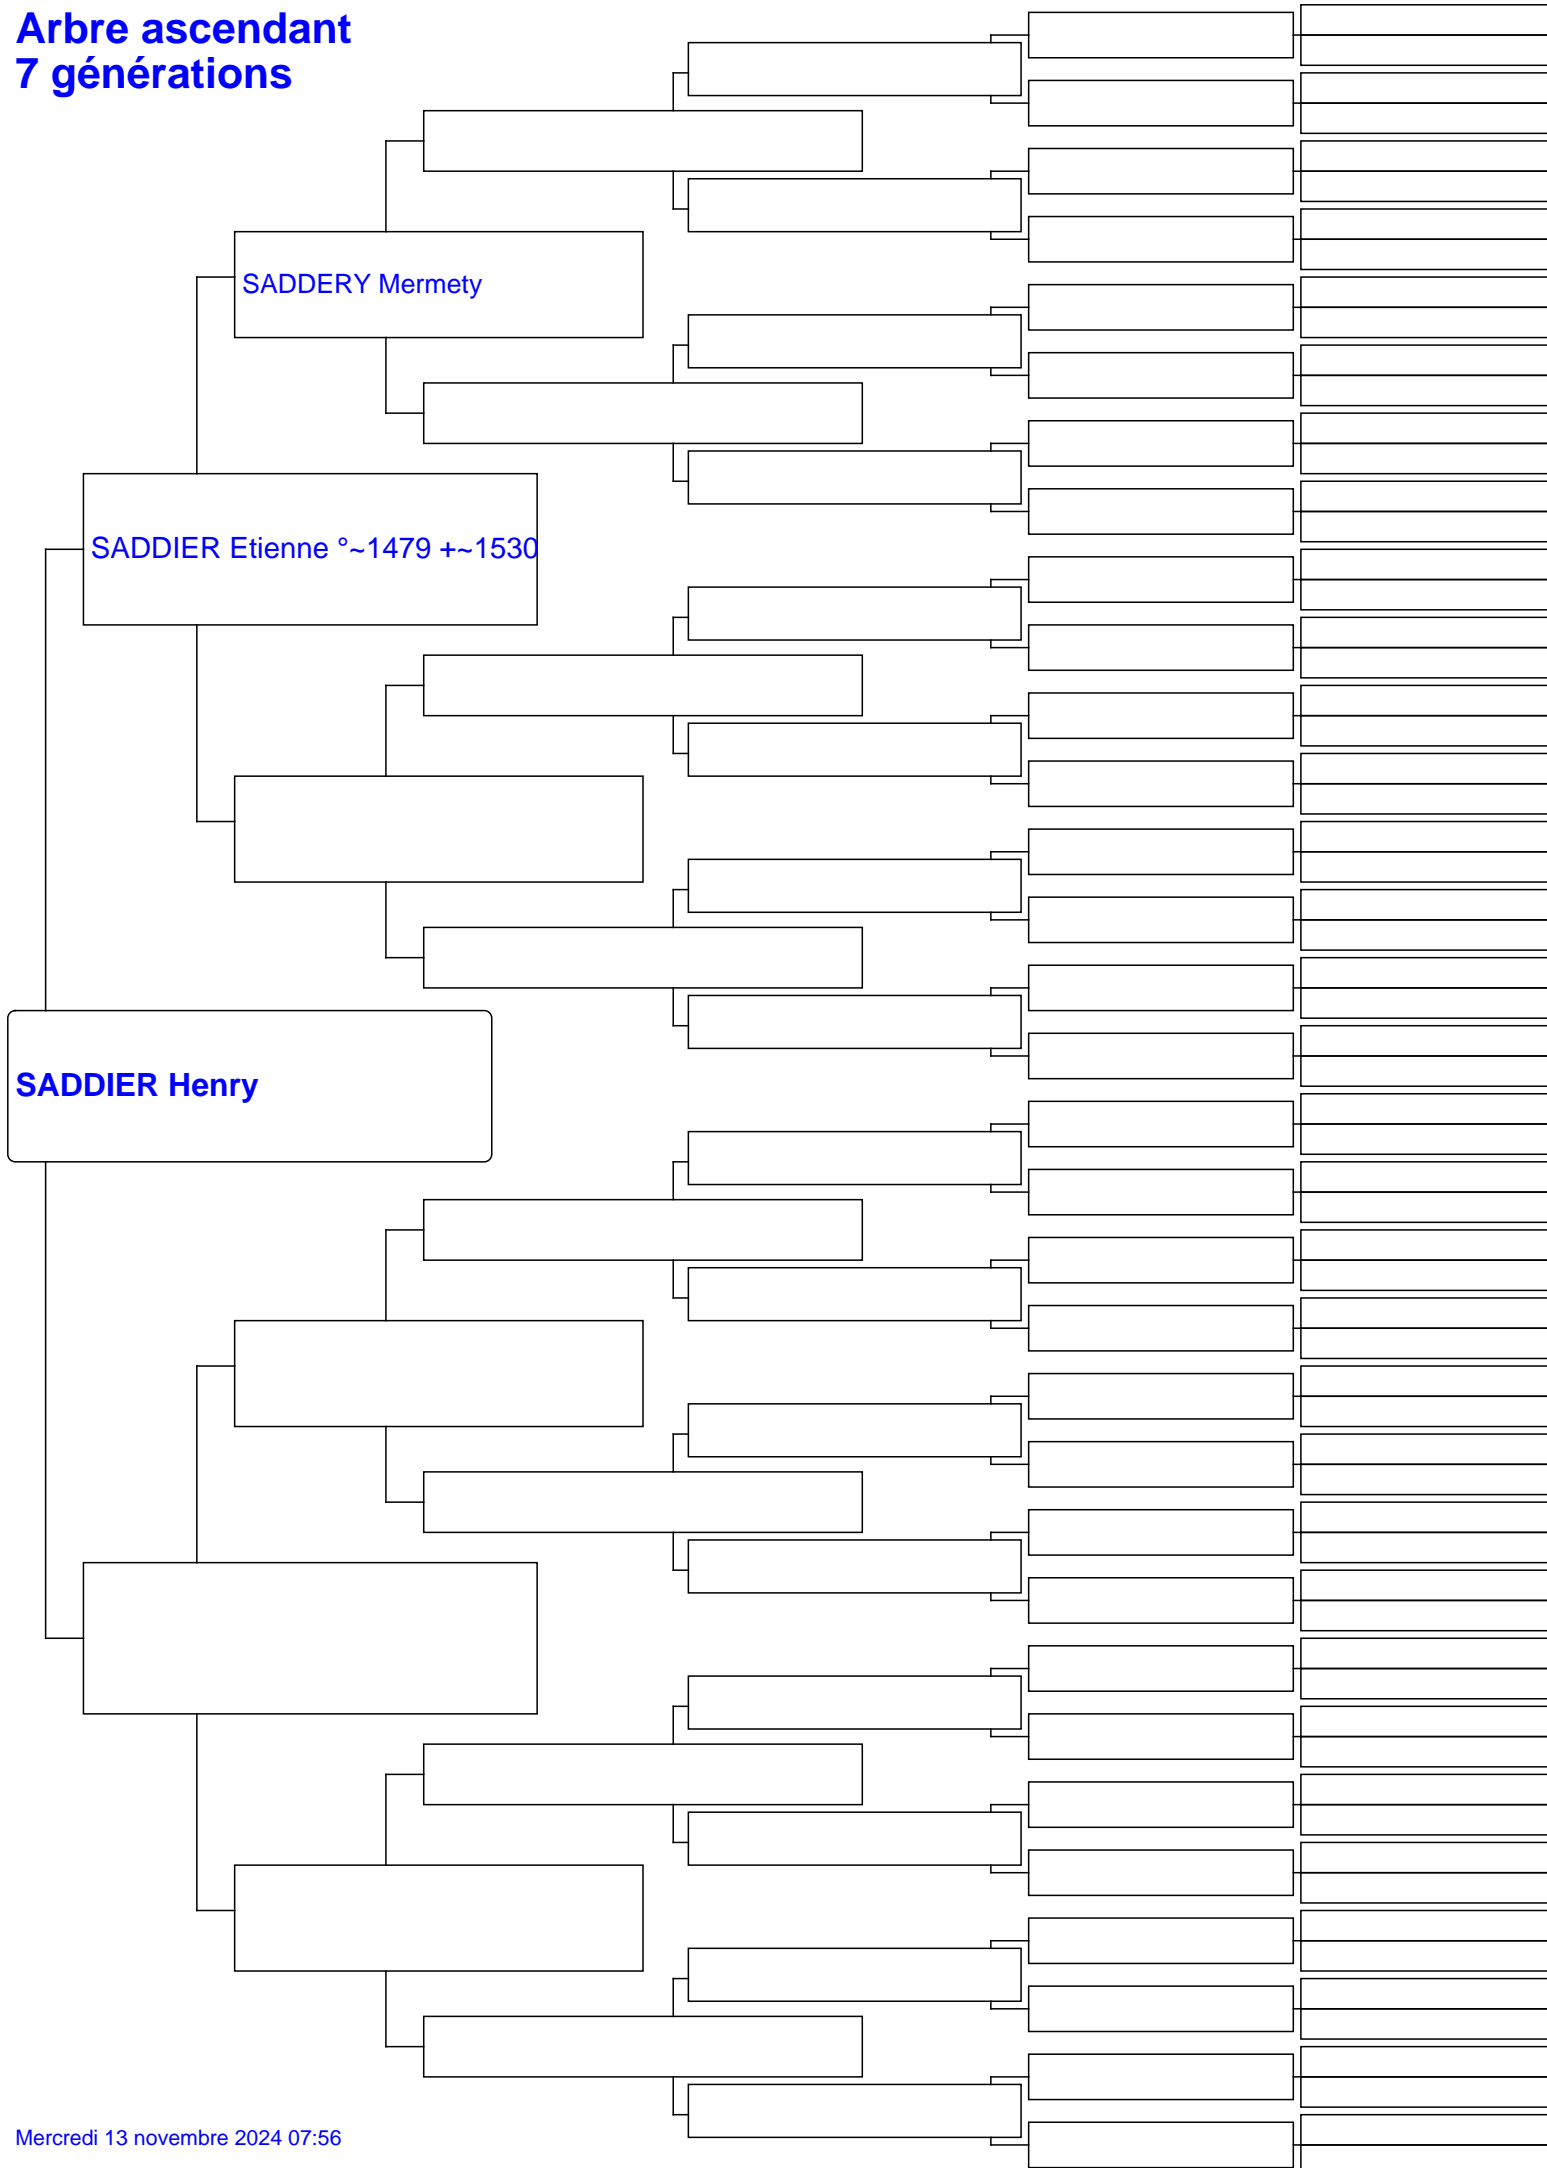 Arbre ascendant
7 générations
SADDERY Mermety
SADDIER Etienne °~1479 +~1530
SADDIER Henry
Mercredi 13 novembre 2024 07:56